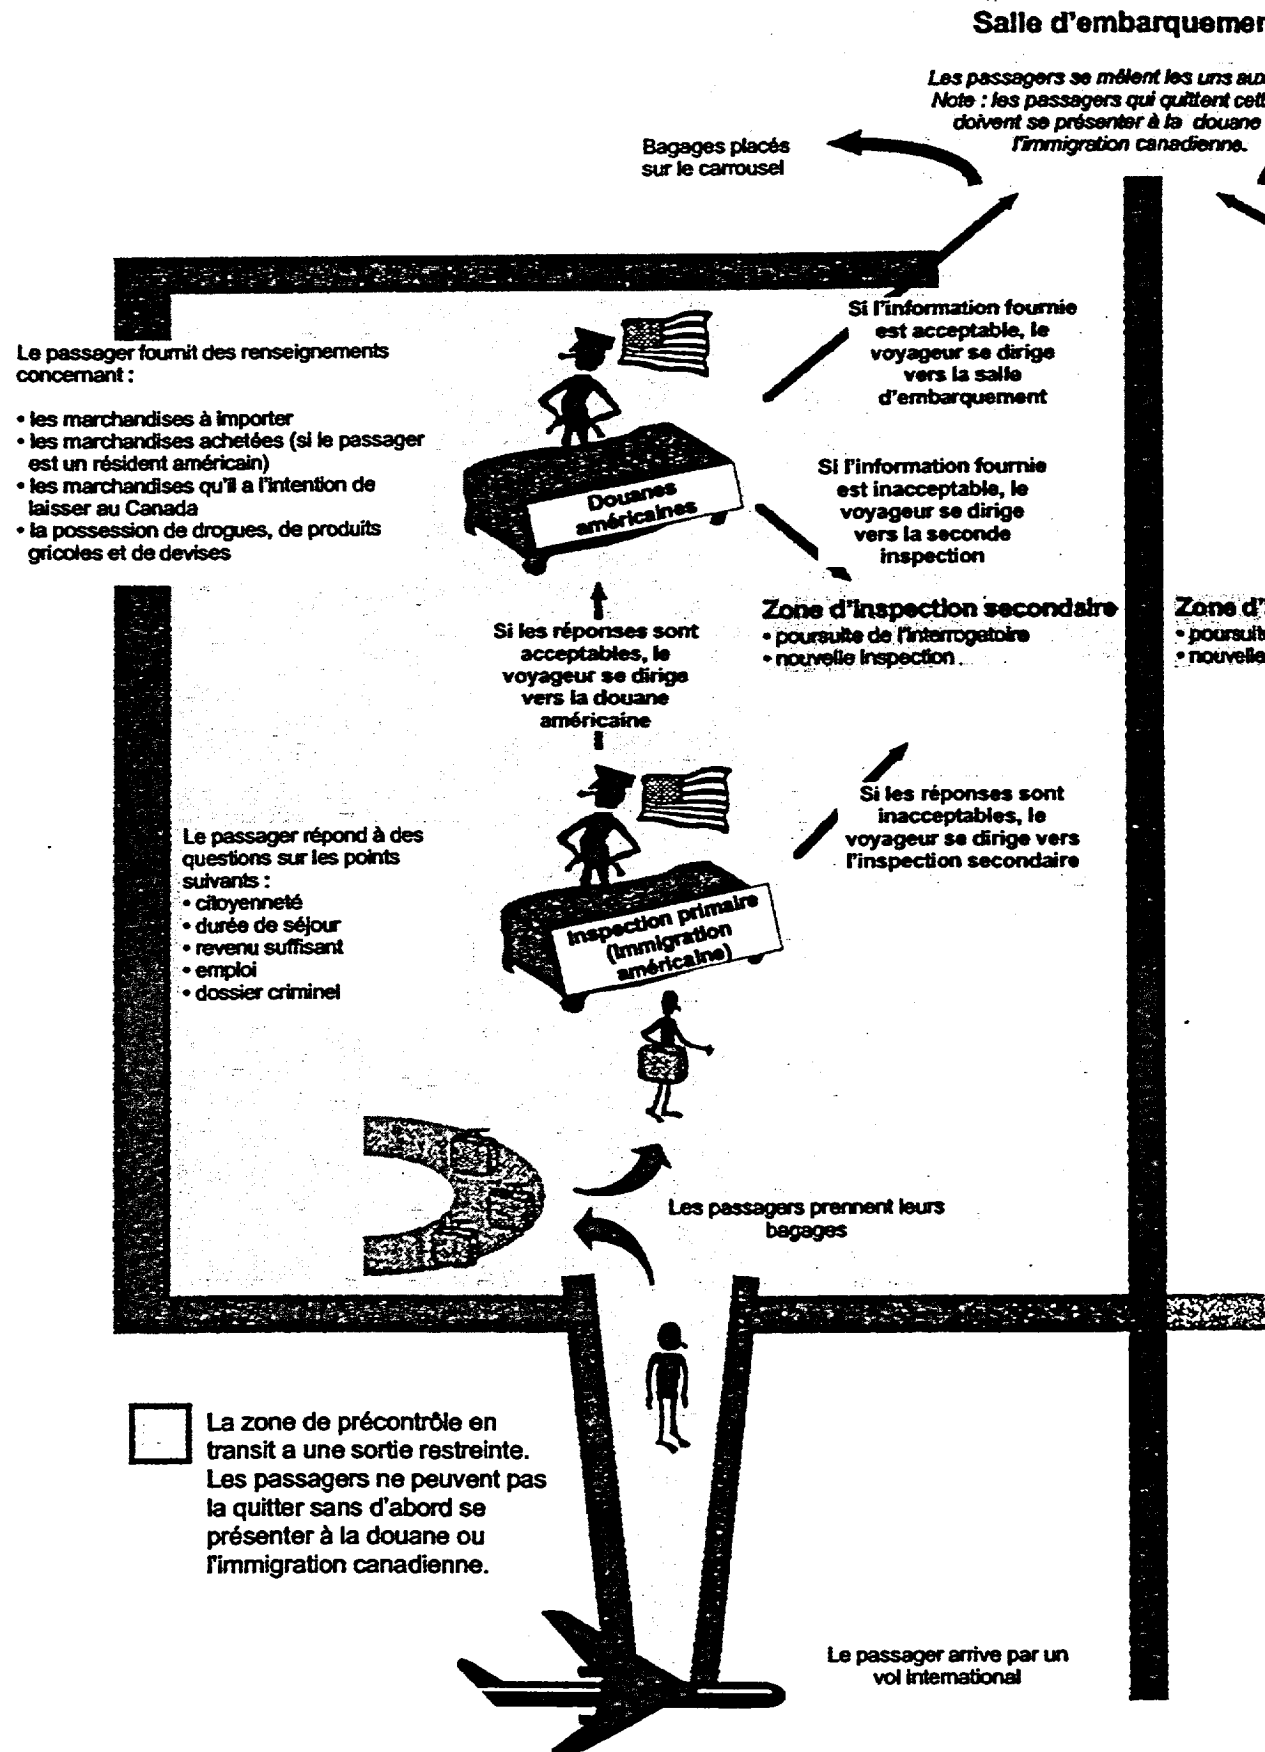 Salle d'embarquemen
Les passagers se mêlent les uns aux
Note : les passagers qui quittent cett
doivent se présenter à la douane
l'immigration canadienne.
Bagages placés
sur le carrousel
Si l'information fournie
est acceptable, le
voyageur se dirige
vers la salle
d'embarquement
Le passager fournit des renseignements
concernant :
• les marchandises à importer
• les marchandises achetées (si le passager
est un résident américain)
• les marchandises qu'il a l'intention de
laisser au Canada
• la possession de drogues, de produits
gricoles et de devises
Douanes
américaines
Si l'information fournie
est inacceptable, le
voyageur se dirige
vers la seconde
inspection
Zone d'inspection secondaire
• poursuite de l'interrogatoire
• nouvelle inspection
Zone d'
• poursuit
• nouvelle
Si les réponses sont
acceptables, le
voyageur se dirige
vers la douane
américaine
Si les réponses sont
inacceptables, le
voyageur se dirige vers
l'inspection secondaire
Le passager répond à des
questions sur les points
suivants :
• citoyenneté
• durée de séjour
• revenu suffisant
• emploi
• dossier criminel
Inspection primaire
(Immigration
américaine)
Les passagers prennent leurs
bagages
La zone de précontrôle en
transit a une sortie restreinte.
Les passagers ne peuvent pas
la quitter sans d'abord se
présenter à la douane ou
l'immigration canadienne.
Le passager arrive par un
vol international